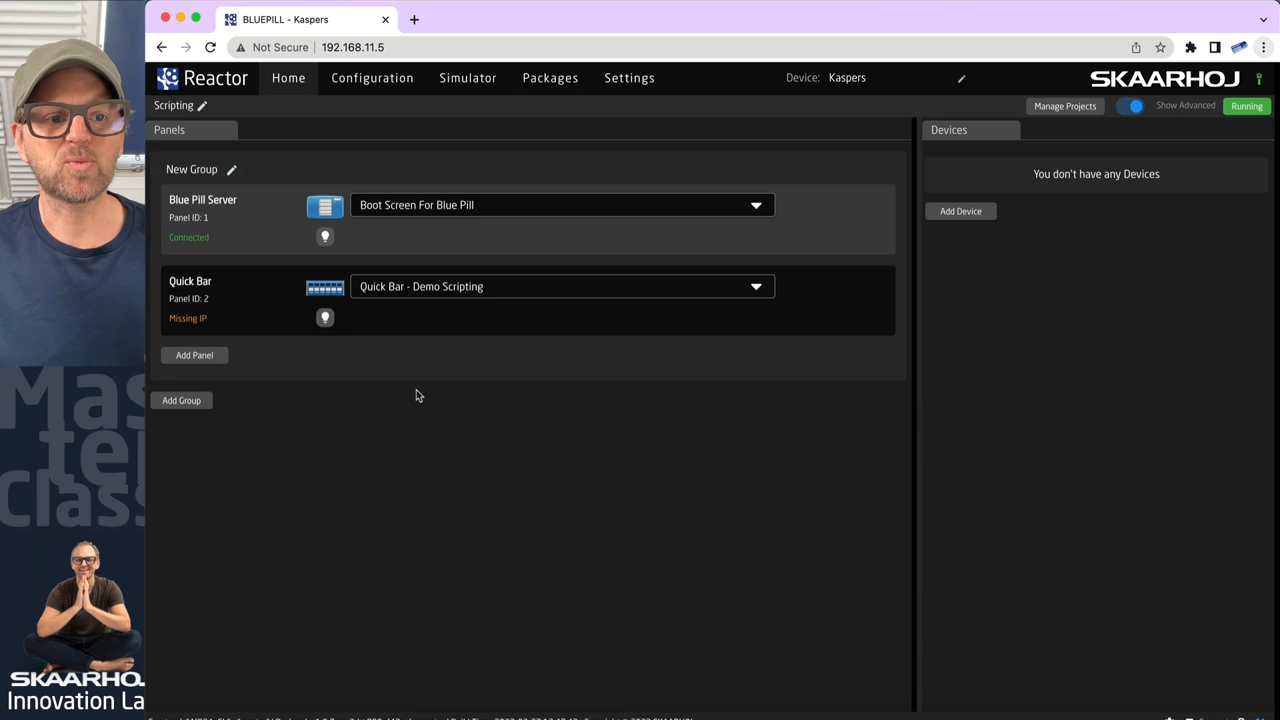 BLUEPILL - Kaspers
Not Secure 192.168.11.5
Reactor Home Configuration Simulator Packages Settings Device: Kaspers SKAARHOJ
Scripting Manage Projects Show Advanced Running
Panels
New Group
Blue Pill Server
Panel ID: 1
Connected
Boot Screen For Blue Pill
Quick Bar
Panel ID: 2
Missing IP
Quick Bar - Demo Scripting
Add Panel
Add Group
Devices
You don't have any Devices
Add Device
Mas
ter
Class
SKAARHOJ
Innovation La